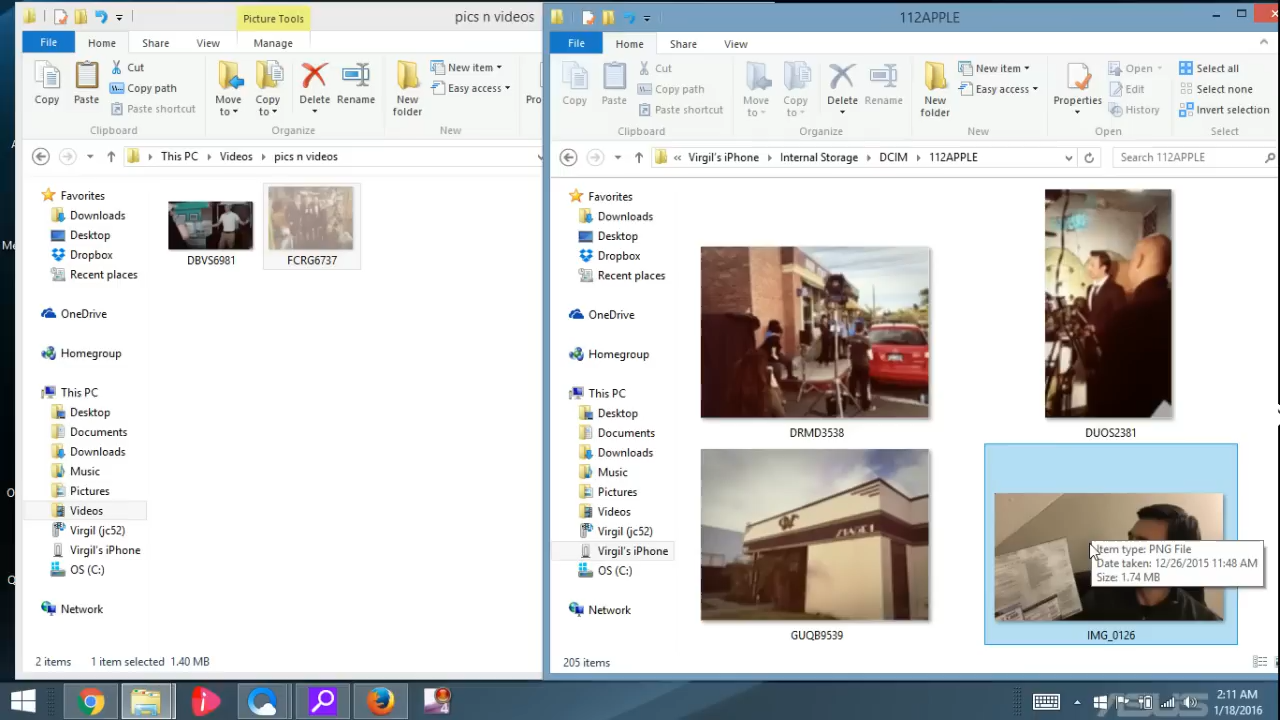 Picture Tools
pics n videos
File
Home
Share
View
Manage
Copy
Paste
Cut
Copy path
Paste shortcut
Clipboard
Move to
Copy to
Delete
Rename
Organize
New folder
New item
Easy access
New
This PC
Videos
pics n videos
Favorites
Downloads
Desktop
Dropbox
Recent places
OneDrive
Homegroup
This PC
Desktop
Documents
Downloads
Music
Pictures
Videos
Virgil (jc52)
Virgil's iPhone
OS (C:)
Network
DBVS6981
FCRG6737
2 items
1 item selected 1.40 MB
112APPLE
File
Home
Share
View
Copy
Paste
Cut
Copy path
Paste shortcut
Clipboard
Move to
Copy to
Delete
Rename
Organize
New folder
New item
Easy access
New
Properties
Open
Edit
History
Open
Select all
Select none
Invert selection
Select
« Virgil's iPhone
Internal Storage
DCIM
112APPLE
Search 112APPLE
Favorites
Downloads
Desktop
Dropbox
Recent places
OneDrive
Homegroup
This PC
Desktop
Documents
Downloads
Music
Pictures
Videos
Virgil (jc52)
Virgil's iPhone
OS (C:)
Network
DRMD3538
DUOS2381
GUQB9539
IMG_0126
Item type: PNG File
Date taken: 12/26/2015 11:48 AM
Size: 1.74 MB
205 items
ASUS
2:11 AM
1/18/2016